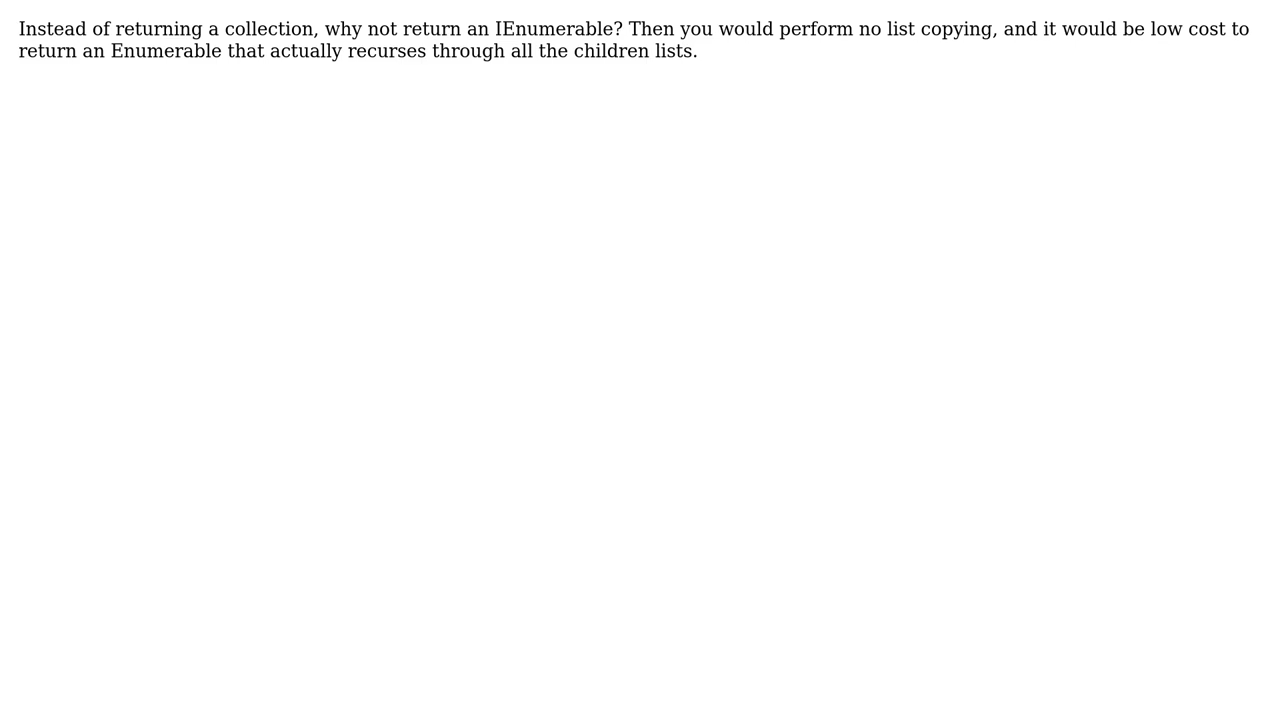 Instead of returning a collection, why not return an IEnumerable? Then you would perform no list copying, and it would be low cost to
return an Enumerable that actually recurses through all the children lists.